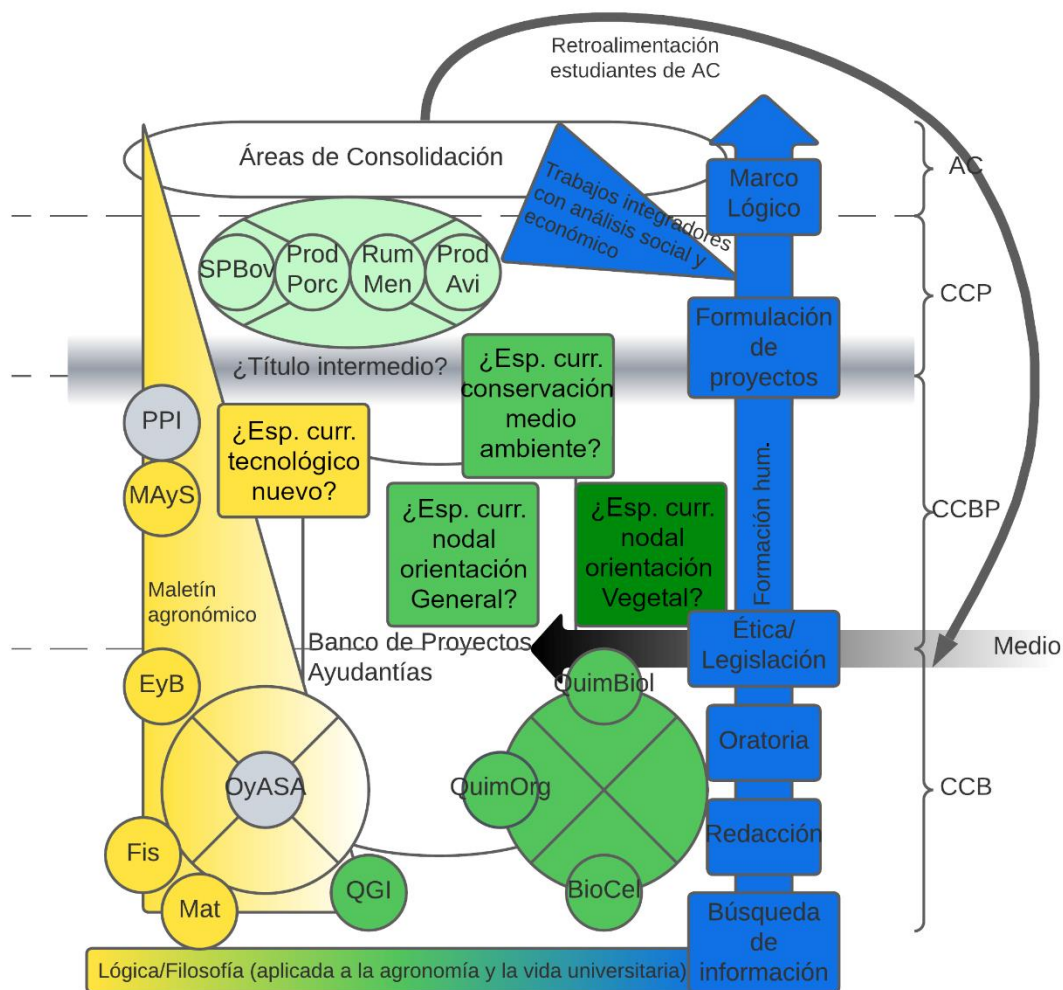 Retroalimentación
estudiantes de AC
Áreas de Consolidación
Trabajos integradores
con análisis social y
económico
Marco
Lógico
AC
SPBov
Prod
Porc
Rum
Men
Prod
Avi
CCP
Formulación
de
proyectos
¿Título intermedio?
¿Esp. curr.
conservación
medio
ambiente?
PPI
¿Esp. curr.
tecnológico
nuevo?
MAyS
¿Esp. curr.
nodal
orientación
General?
¿Esp. curr.
nodal
orientación
Vegetal?
Formación hum.
CCBP
Maletín
agronómico
Banco de Proyectos
Ayudantías
Ética/
Legislación
Medio
EyB
QuimBiol
Oratoria
OyASA
QuimOrg
CCB
Redacción
Fis
Mat
QGI
BioCel
Búsqueda
de
información
Lógica/Filosofía (aplicada a la agronomía y la vida universitaria)